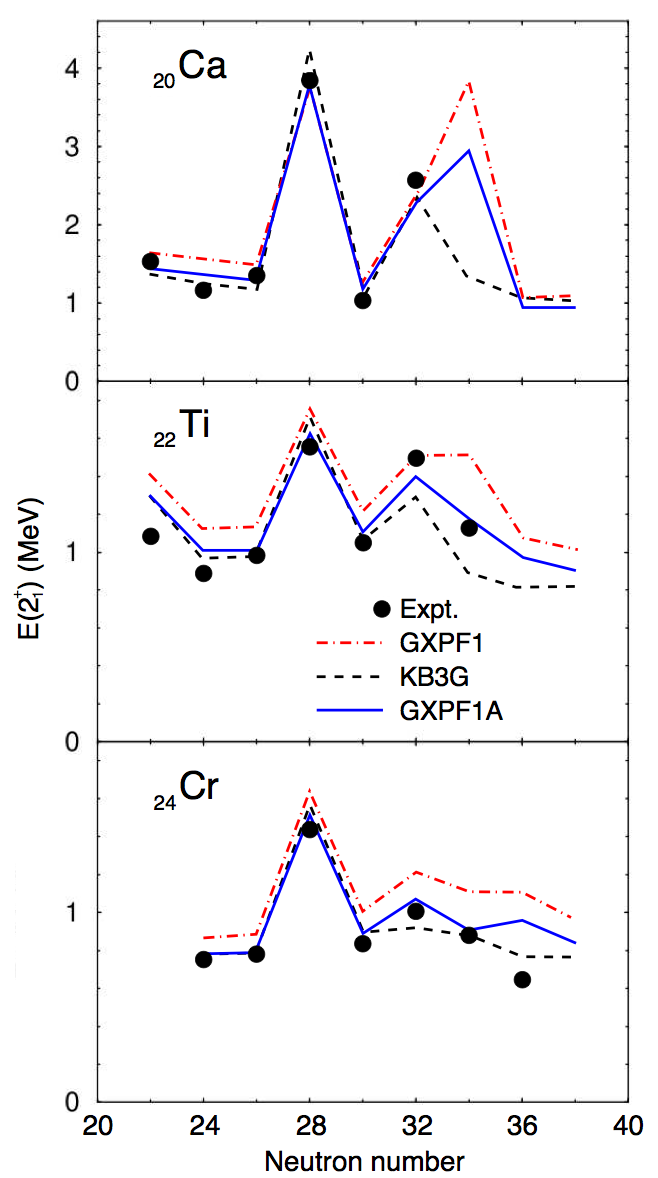 4
20Ca
3
2
1
0
22Ti
1
E(2+1) (MeV)
Expt.
GXPF1
KB3G
GXPF1A
0
24Cr
1
0
20 24 28 32 36 40
Neutron number